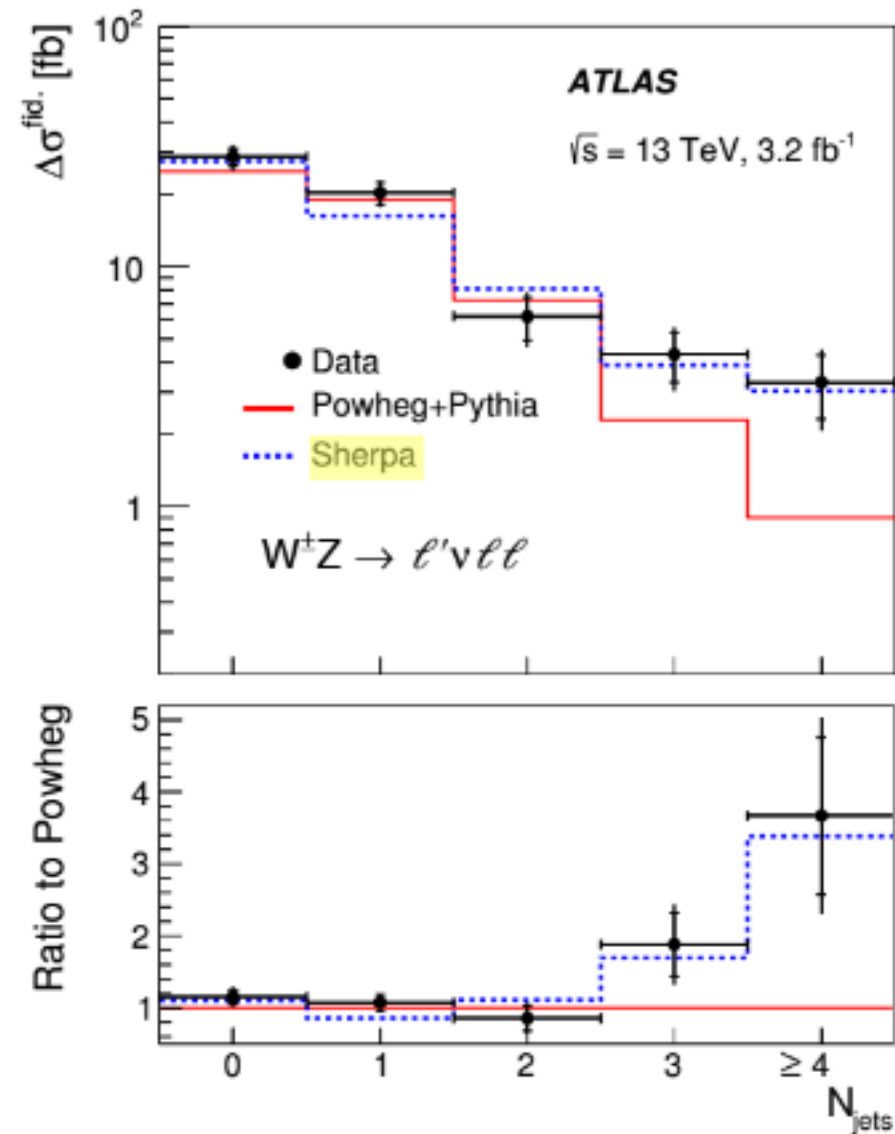 10²
Δσ^fid. [fb]
ATLAS
√s = 13 TeV, 3.2 fb⁻¹
10
Data
Powheg+Pythia
Sherpa
1
W±Z → ℓ′νℓℓ
5
4
3
2
1
Ratio to Powheg
0 1 2 3 ≥ 4
N_jets